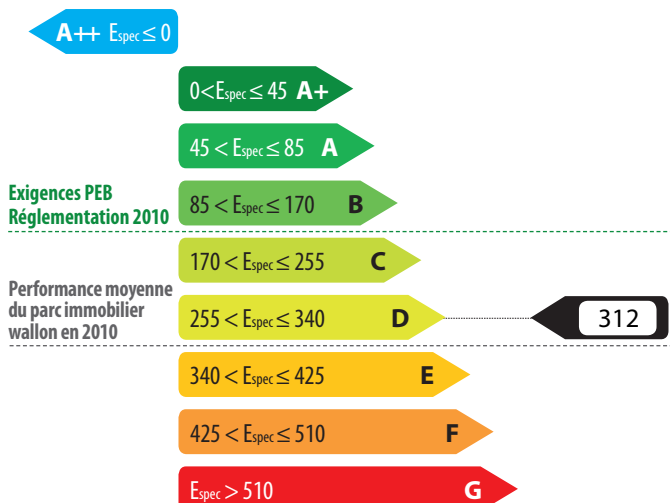 A++ Espec ≤ 0
0<Espec ≤ 45 A+
45 < Espec ≤ 85 A
Exigences PEB
Réglementation 2010
85 < Espec ≤ 170 B
170 < Espec ≤ 255 C
Performance moyenne
du parc immobilier
wallon en 2010
255 < Espec ≤ 340 D
312
340 < Espec ≤ 425 E
425 < Espec ≤ 510 F
Espec > 510 G